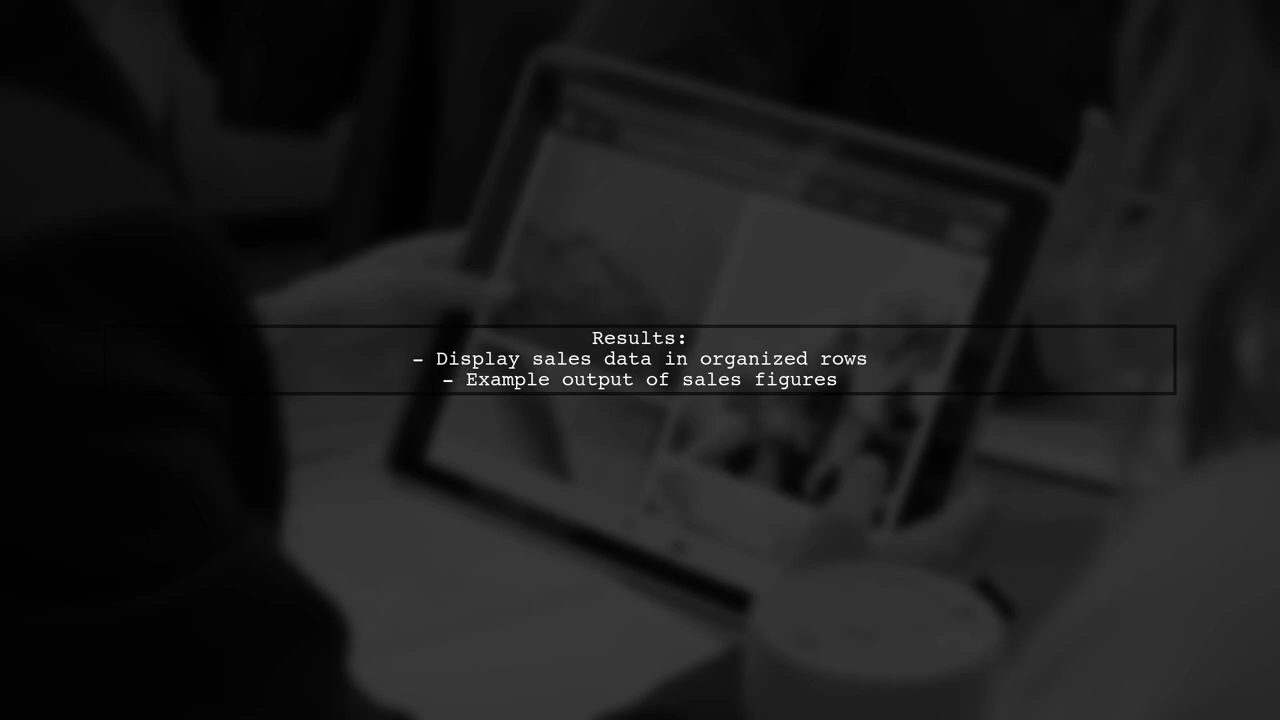 Results:
- Display sales data in organized rows
- Example output of sales figures